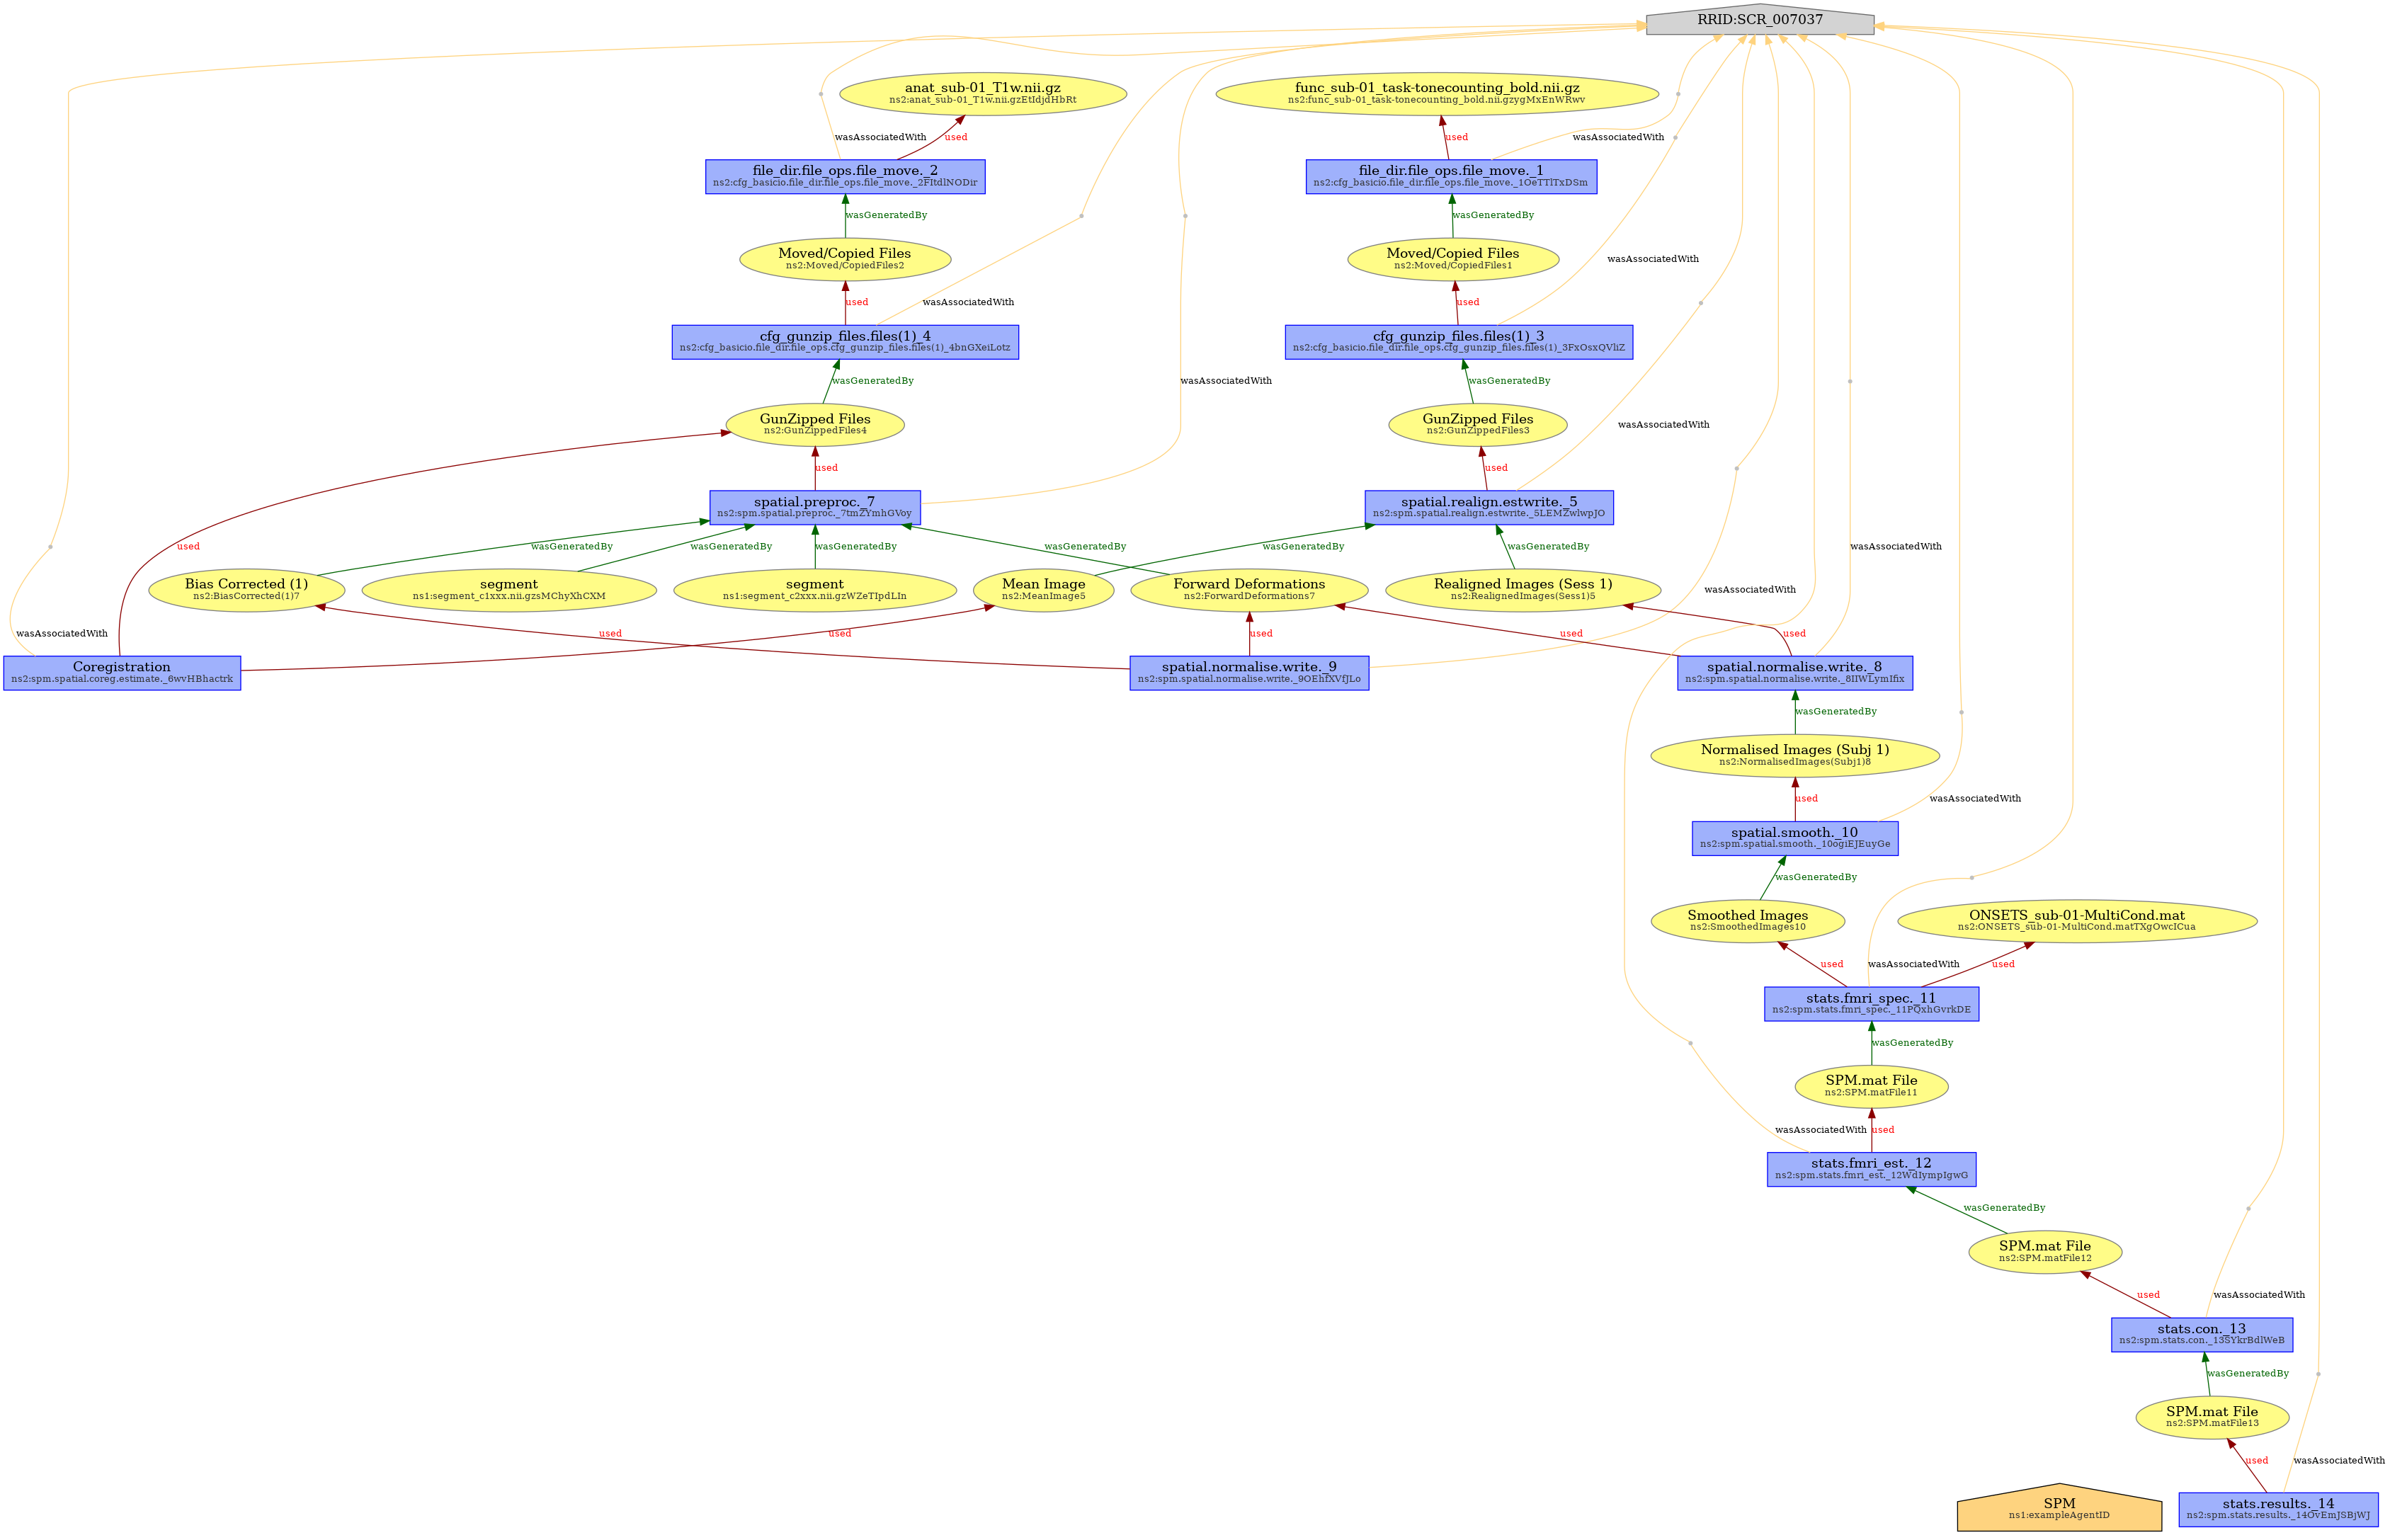 RRID:SCR_007037
anat_sub-01_T1w.nii.gz
ns2:anat_sub-01_T1w.nii.gzEtIdjdHbRt
func_sub-01_task-tonecounting_bold.nii.gz
ns2:func_sub-01_task-tonecounting_bold.nii.gzygMxEnWRwv
wasAssociatedWith
used
used
wasAssociatedWith
file_dir.file_ops.file_move._2
ns2:cfg_basicio.file_dir.file_ops.file_move._2FItdlNODir
file_dir.file_ops.file_move._1
ns2:cfg_basicio.file_dir.file_ops.file_move._1OeTTlTxDSm
wasGeneratedBy
wasGeneratedBy
Moved/Copied Files
ns2:Moved/CopiedFiles2
Moved/Copied Files
ns2:Moved/CopiedFiles1
wasAssociatedWith
used
wasAssociatedWith
used
cfg_gunzip_files.files(1)_4
ns2:cfg_basicio.file_dir.file_ops.cfg_gunzip_files.files(1)_4bnGXeiLotz
cfg_gunzip_files.files(1)_3
ns2:cfg_basicio.file_dir.file_ops.cfg_gunzip_files.files(1)_3FxOsxQVliZ
wasGeneratedBy
wasAssociatedWith
wasGeneratedBy
GunZipped Files
ns2:GunZippedFiles4
GunZipped Files
ns2:GunZippedFiles3
wasAssociatedWith
used
used
spatial.preproc._7
ns2:spm.spatial.preproc._7tmZYmhGVoy
spatial.realign.estwrite._5
ns2:spm.spatial.realign.estwrite._5LEMZwlwpJO
used
wasGeneratedBy
wasGeneratedBy
wasGeneratedBy
wasGeneratedBy
wasGeneratedBy
wasGeneratedBy
wasAssociatedWith
Bias Corrected (1)
ns2:BiasCorrected(1)7
segment
ns1:segment_c1xxx.nii.gzsMChyXhCXM
segment
ns1:segment_c2xxx.nii.gzWZeTIpdLIn
Mean Image
ns2:MeanImage5
Forward Deformations
ns2:ForwardDeformations7
Realigned Images (Sess 1)
ns2:RealignedImages(Sess1)5
wasAssociatedWith
wasAssociatedWith
used
used
used
used
used
Coregistration
ns2:spm.spatial.coreg.estimate._6wvHBhactrk
spatial.normalise.write._9
ns2:spm.spatial.normalise.write._9OEhfXVfJLo
spatial.normalise.write._8
ns2:spm.spatial.normalise.write._8IIWLymIfix
wasGeneratedBy
Normalised Images (Subj 1)
ns2:NormalisedImages(Subj1)8
used
wasAssociatedWith
spatial.smooth._10
ns2:spm.spatial.smooth._10ogiEJEuyGe
wasGeneratedBy
Smoothed Images
ns2:SmoothedImages10
ONSETS_sub-01-MultiCond.mat
ns2:ONSETS_sub-01-MultiCond.matTXgOwcICua
used
wasAssociatedWith
used
stats.fmri_spec._11
ns2:spm.stats.fmri_spec._11PQxhGvrkDE
wasGeneratedBy
SPM.mat File
ns2:SPM.matFile11
wasAssociatedWith
used
stats.fmri_est._12
ns2:spm.stats.fmri_est._12WdIympIgwG
wasGeneratedBy
SPM.mat File
ns2:SPM.matFile12
used
wasAssociatedWith
stats.con._13
ns2:spm.stats.con._13SYkrBdlWeB
wasGeneratedBy
SPM.mat File
ns2:SPM.matFile13
used
wasAssociatedWith
SPM
ns1:exampleAgentID
stats.results._14
ns2:spm.stats.results._14OvEmJSBjWJ